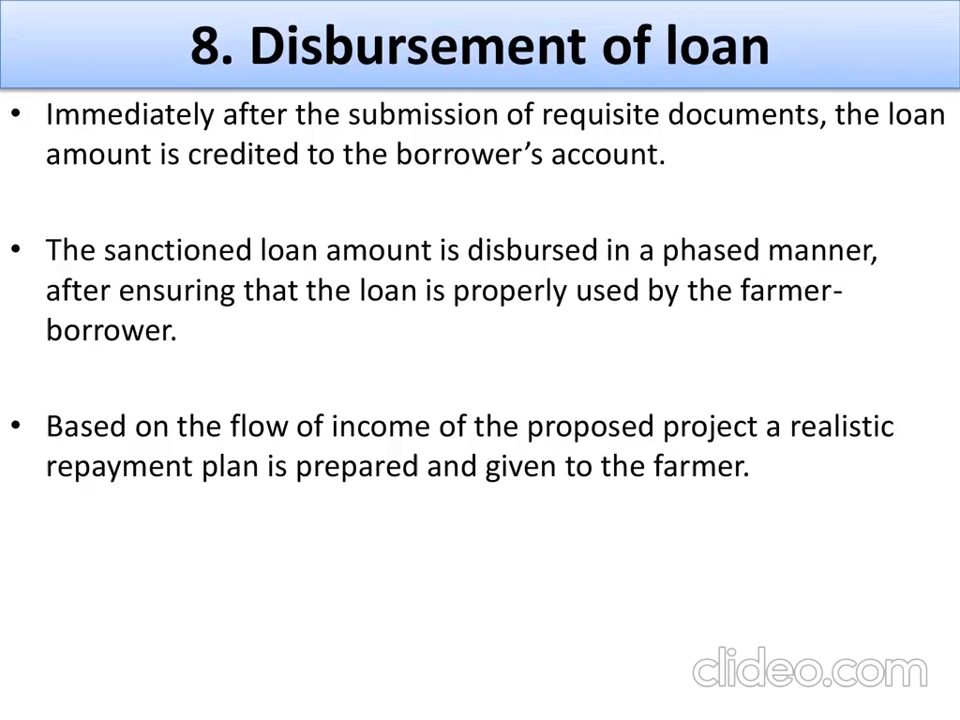 8. Disbursement of loan
• Immediately after the submission of requisite documents, the loan
amount is credited to the borrower’s account.
• The sanctioned loan amount is disbursed in a phased manner,
after ensuring that the loan is properly used by the farmer-
borrower.
• Based on the flow of income of the proposed project a realistic
repayment plan is prepared and given to the farmer.
clideo.com